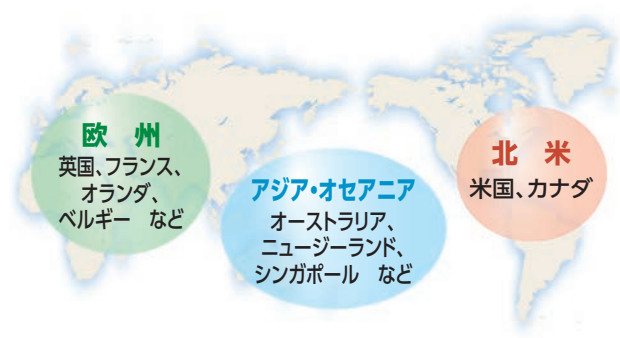 欧　州
英国、フランス、
オランダ、
ベルギー　など
アジア・オセアニア
オーストラリア、
ニュージーランド、
シンガポール　など
北　米
米国、カナダ